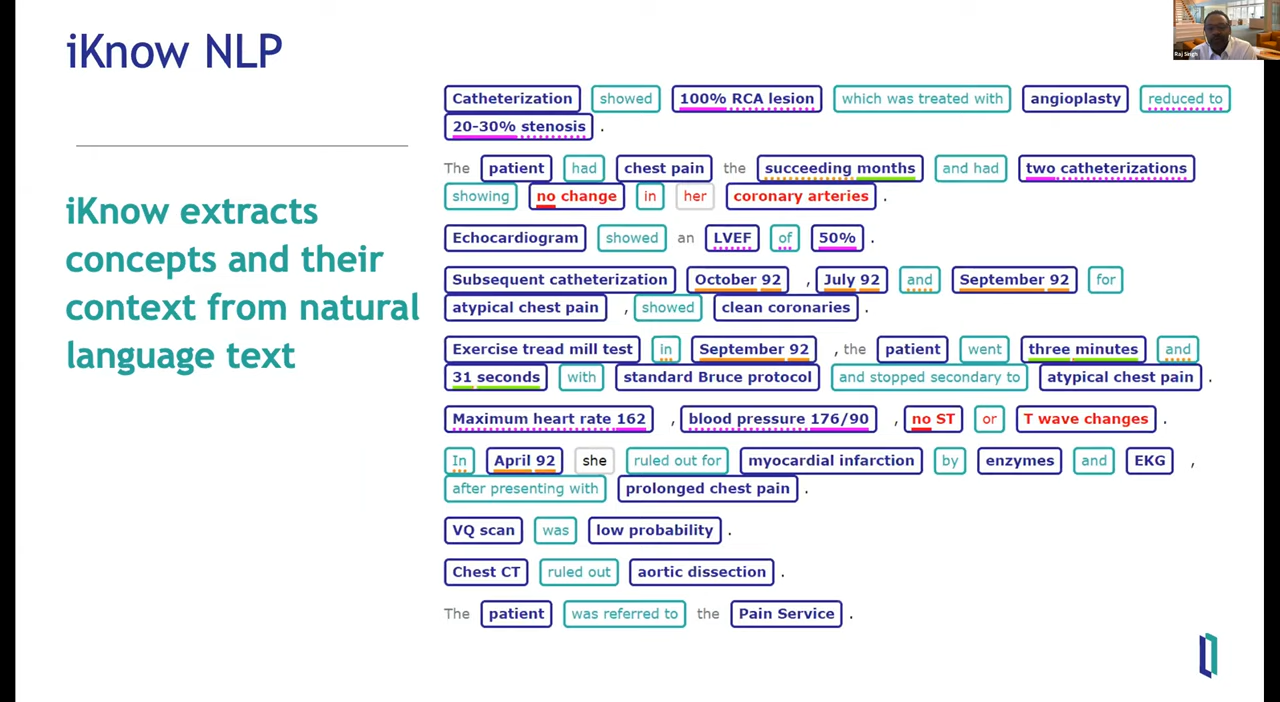 iKnow NLP
iKnow extracts
concepts and their
context from natural
language text
Catheterization showed 100% RCA lesion which was treated with angioplasty reduced to
20-30% stenosis .
The patient had chest pain the succeeding months and had two catheterizations
showing no change in her coronary arteries .
Echocardiogram showed an LVEF of 50% .
Subsequent catheterization October 92 , July 92 and September 92 for
atypical chest pain , showed clean coronaries .
Exercise tread mill test in September 92 , the patient went three minutes and
31 seconds with standard Bruce protocol and stopped secondary to atypical chest pain .
Maximum heart rate 162 , blood pressure 176/90 , no ST or T wave changes .
In April 92 she ruled out for myocardial infarction by enzymes and EKG ,
after presenting with prolonged chest pain .
VQ scan was low probability .
Chest CT ruled out aortic dissection .
The patient was referred to the Pain Service .
Raj Singh